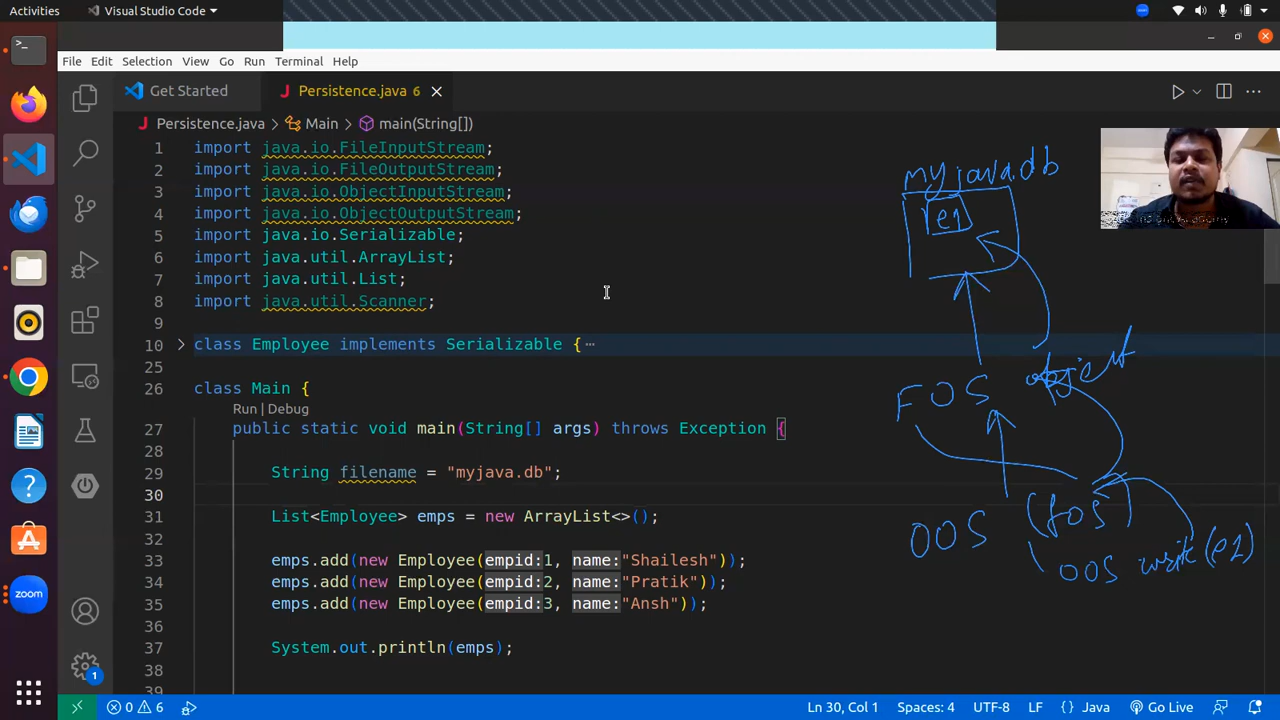 Activities
Visual Studio Code
File Edit Selection View Go Run Terminal Help
Get Started
Persistence.java 6
Persistence.java > Main > main(String[])
1 import java.io.FileInputStream;
2 import java.io.FileOutputStream;
3 import java.io.ObjectInputStream;
4 import java.io.ObjectOutputStream;
5 import java.io.Serializable;
6 import java.util.ArrayList;
7 import java.util.List;
8 import java.util.Scanner;
9
10 class Employee implements Serializable { ⋯
25
26 class Main {
Run | Debug
27 public static void main(String[] args) throws Exception {
28
29 String filename = "myjava.db";
30
31 List<Employee> emps = new ArrayList<>();
32
33 emps.add(new Employee(empid:1, name:"Shailesh"));
34 emps.add(new Employee(empid:2, name:"Pratik"));
35 emps.add(new Employee(empid:3, name:"Ansh"));
36
37 System.out.println(emps);
38
39
myjava.db
e1
FOS object
OOS (fos)
OOS write(e1)
zoom
1
0 6
Ln 30, Col 1
Spaces: 4
UTF-8
LF
{ } Java
Go Live